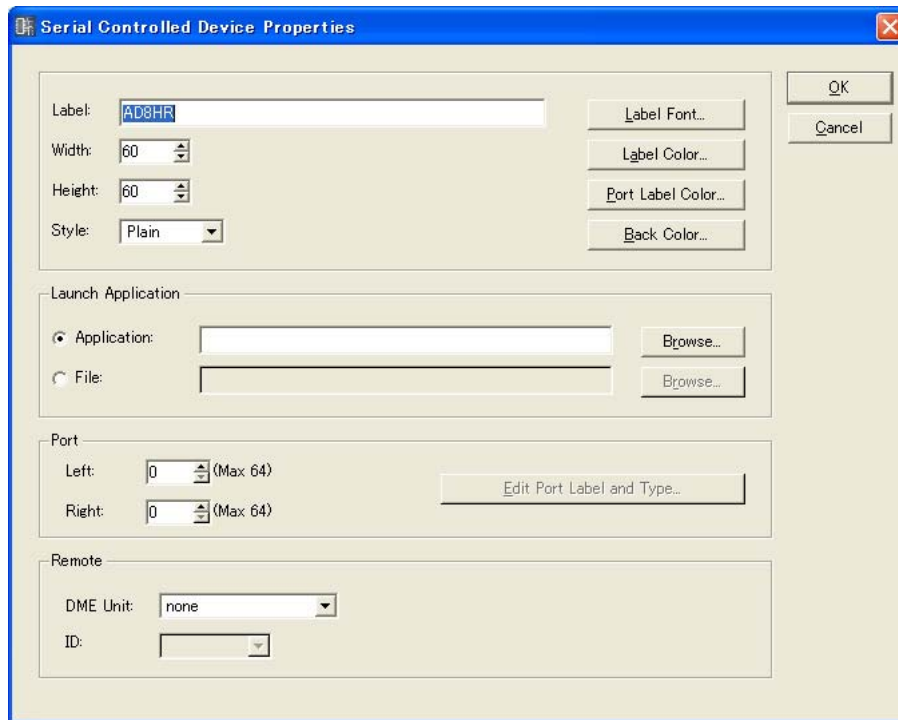 Serial Controlled Device Properties
Label: AD8HR Label Font... OK
Width: 60 Label Color... Cancel
Height: 60 Port Label Color...
Style: Plain Back Color...
Launch Application
Application: Browse...
File: Browse...
Port
Left: 0 (Max 64) Edit Port Label and Type...
Right: 0 (Max 64)
Remote
DME Unit: none
ID: